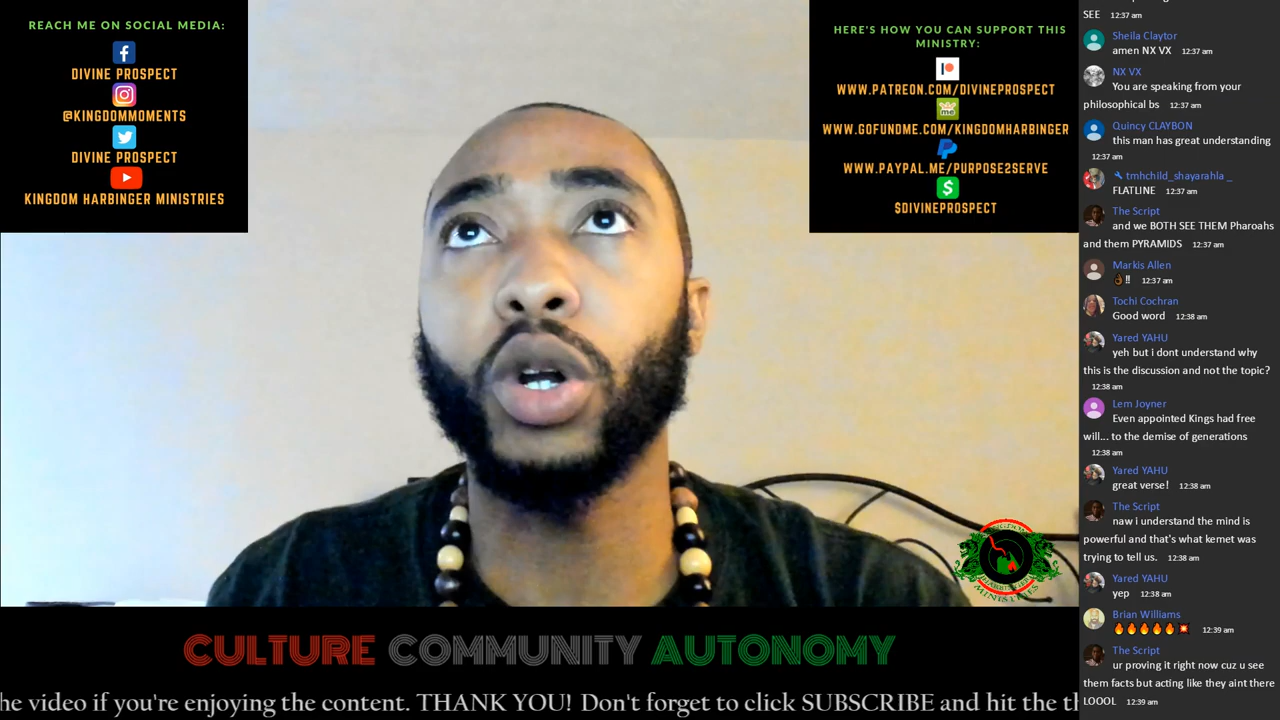 REACH ME ON SOCIAL MEDIA:
DIVINE PROSPECT
@KINGDOMMOMENTS
DIVINE PROSPECT
KINGDOM HARBINGER MINISTRIES
HERE'S HOW YOU CAN SUPPORT THIS
MINISTRY:
WWW.PATREON.COM/DIVINEPROSPECT
me
WWW.GOFUNDME.COM/KINGDOMHARBINGER
WWW.PAYPAL.ME/PURPOSE2SERVE
$DIVINEPROSPECT
SEE 12:37 am
Sheila Claytor
amen NX VX 12:37 am
NX VX
You are speaking from your
philosophical bs 12:37 am
Quincy CLAYBON
this man has great understanding
12:37 am
tmhchild_shayarahla _
FLATLINE 12:37 am
The Script
and we BOTH SEE THEM Pharoahs
and them PYRAMIDS 12:37 am
Markis Allen
👌🏿‼ 12:37 am
Tochi Cochran
Good word 12:38 am
Yared YAHU
yeh but i dont understand why
this is the discussion and not the topic?
12:38 am
Lem Joyner
Even appointed Kings had free
will... to the demise of generations
12:38 am
Yared YAHU
great verse! 12:38 am
The Script
naw i understand the mind is
powerful and that's what kemet was
trying to tell us. 12:38 am
Yared YAHU
yep 12:38 am
Brian Williams
🔥🔥🔥🔥🔥💥 12:39 am
The Script
ur proving it right now cuz u see
them facts but acting like they aint there
LOOOL 12:39 am
MINISTRIES
CULTURE COMMUNITY AUTONOMY
he video if you're enjoying the content. THANK YOU! Don't forget to click SUBSCRIBE and hit the th